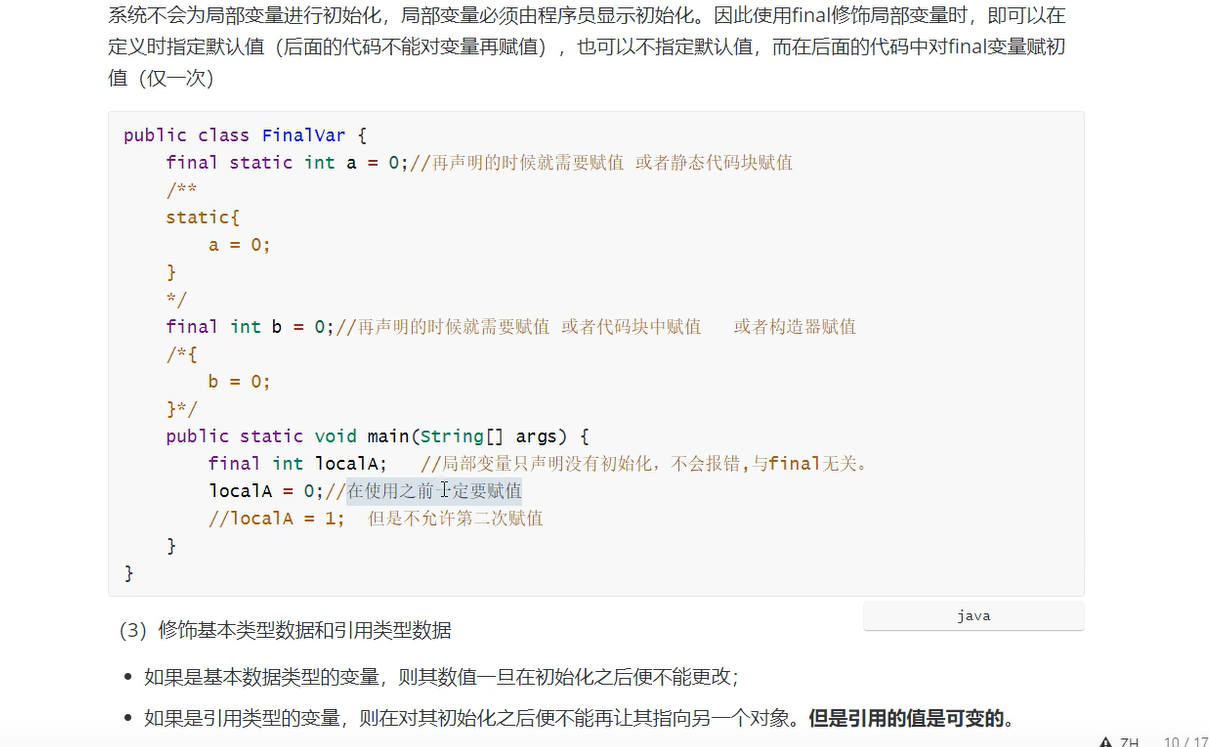 系统不会为局部变量进行初始化，局部变量必须由程序员显示初始化。因此使用final修饰局部变量时，即可以在
定义时指定默认值（后面的代码不能对变量再赋值），也可以不指定默认值，而在后面的代码中对final变量赋初
值（仅一次）
public class FinalVar {
    final static int a = 0;//再声明的时候就需要赋值 或者静态代码块赋值
    /**
    static{
        a = 0;
    }
    */
    final int b = 0;//再声明的时候就需要赋值 或者代码块中赋值   或者构造器赋值
    /*{
        b = 0;
    }*/
    public static void main(String[] args) {
        final int localA;   //局部变量只声明没有初始化，不会报错,与final无关。
        localA = 0;//在使用之前一定要赋值
        //localA = 1;  但是不允许第二次赋值
    }
}
java
（3）修饰基本类型数据和引用类型数据
• 如果是基本数据类型的变量，则其数值一旦在初始化之后便不能更改；
• 如果是引用类型的变量，则在对其初始化之后便不能再让其指向另一个对象。但是引用的值是可变的。
ZH 10 / 17